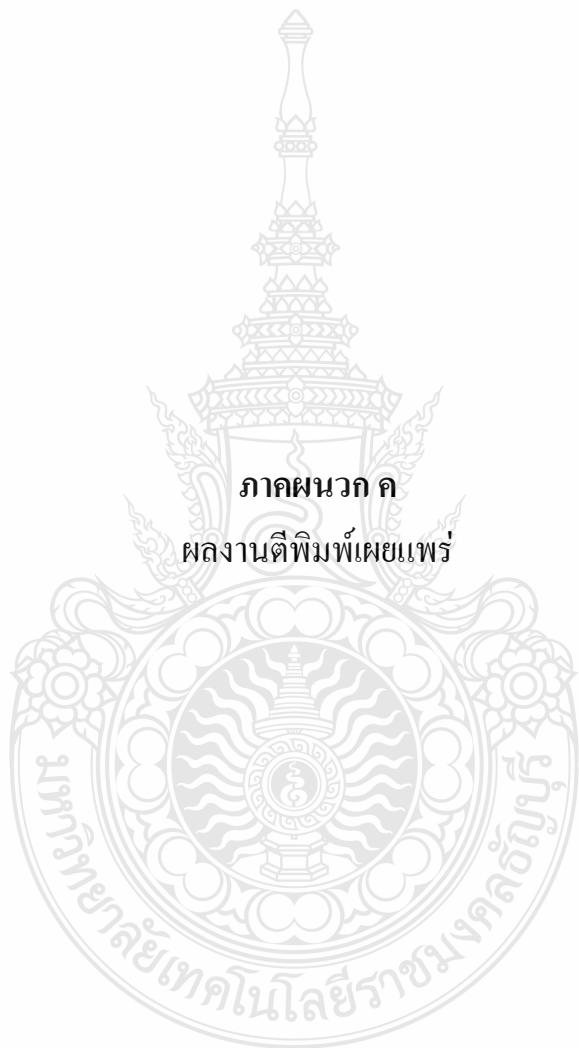 ภาคผนวก ค
ผลงานตีพิมพ์เผยแพร่
มหาวิทยาลัยเทคโนโลยีราชมงคลธัญบุรี